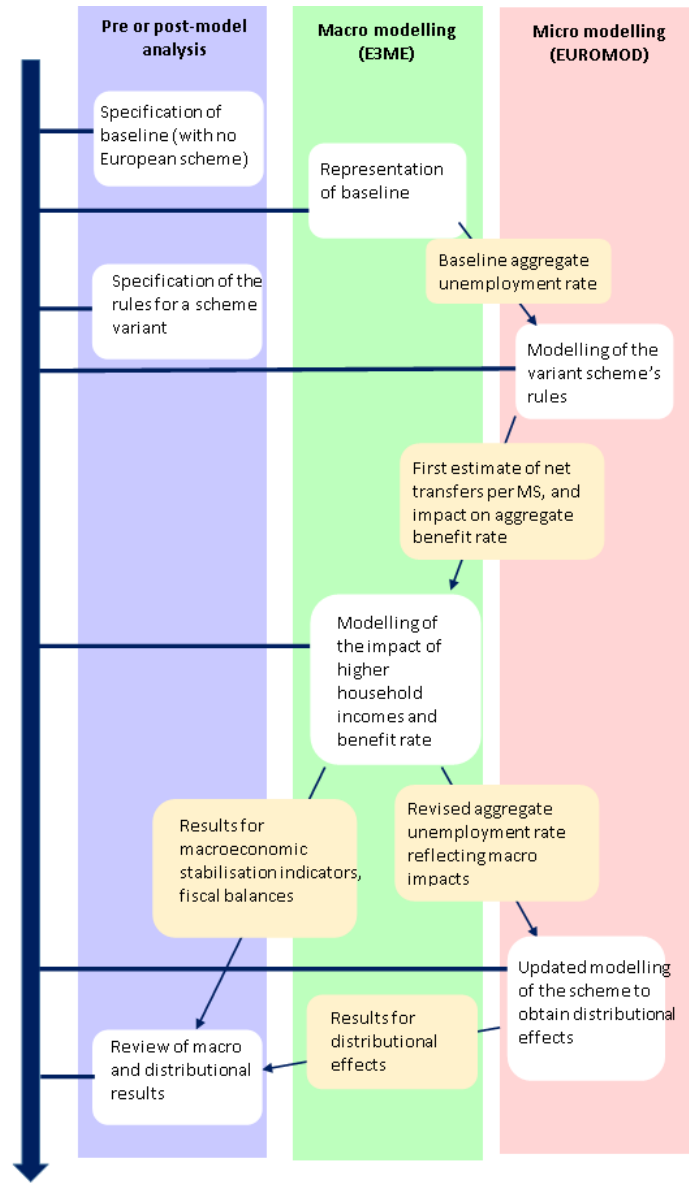 Pre or post-model
analysis
Macro modelling
(E3ME)
Micro modelling
(EUROMOD)
Specification of
baseline (with no
European scheme)
Representation
of baseline
Baseline aggregate
unemployment rate
Specification of the
rules for a scheme
variant
Modelling of the
variant scheme's
rules
First estimate of net
transfers per MS, and
impact on aggregate
benefit rate
Modelling of
the impact of
higher
household
incomes and
benefit rate
Results for
macroeconomic
stabilisation indicators,
fiscal balances
Revised aggregate
unemployment rate
reflecting macro
impacts
Updated modelling
of the scheme to
obtain distributional
effects
Results for
distributional
effects
Review of macro
and distributional
results